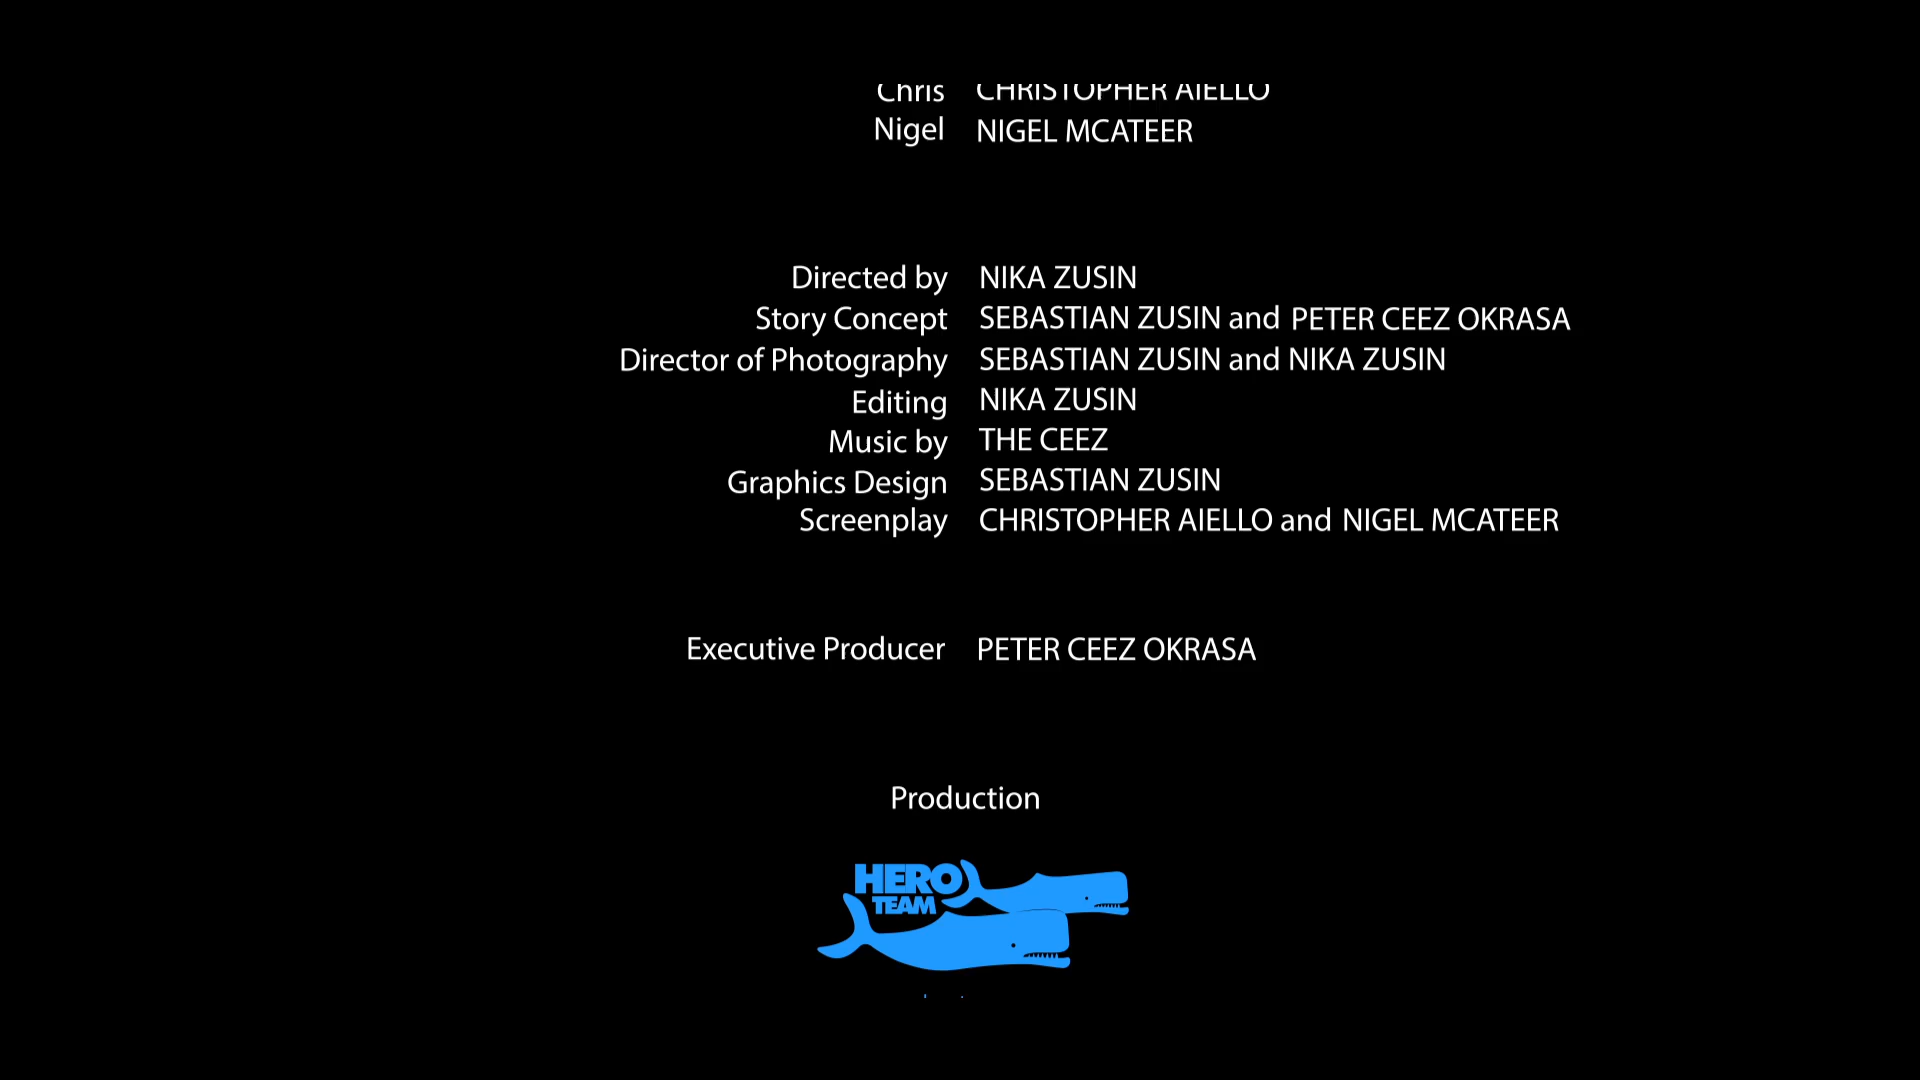 Chris CHRISTOPHER AIELLO
Nigel NIGEL MCATEER
Directed by NIKA ZUSIN
Story Concept SEBASTIAN ZUSIN and PETER CEEZ OKRASA
Director of Photography SEBASTIAN ZUSIN and NIKA ZUSIN
Editing NIKA ZUSIN
Music by THE CEEZ
Graphics Design SEBASTIAN ZUSIN
Screenplay CHRISTOPHER AIELLO and NIGEL MCATEER
Executive Producer PETER CEEZ OKRASA
Production
HERO
TEAM